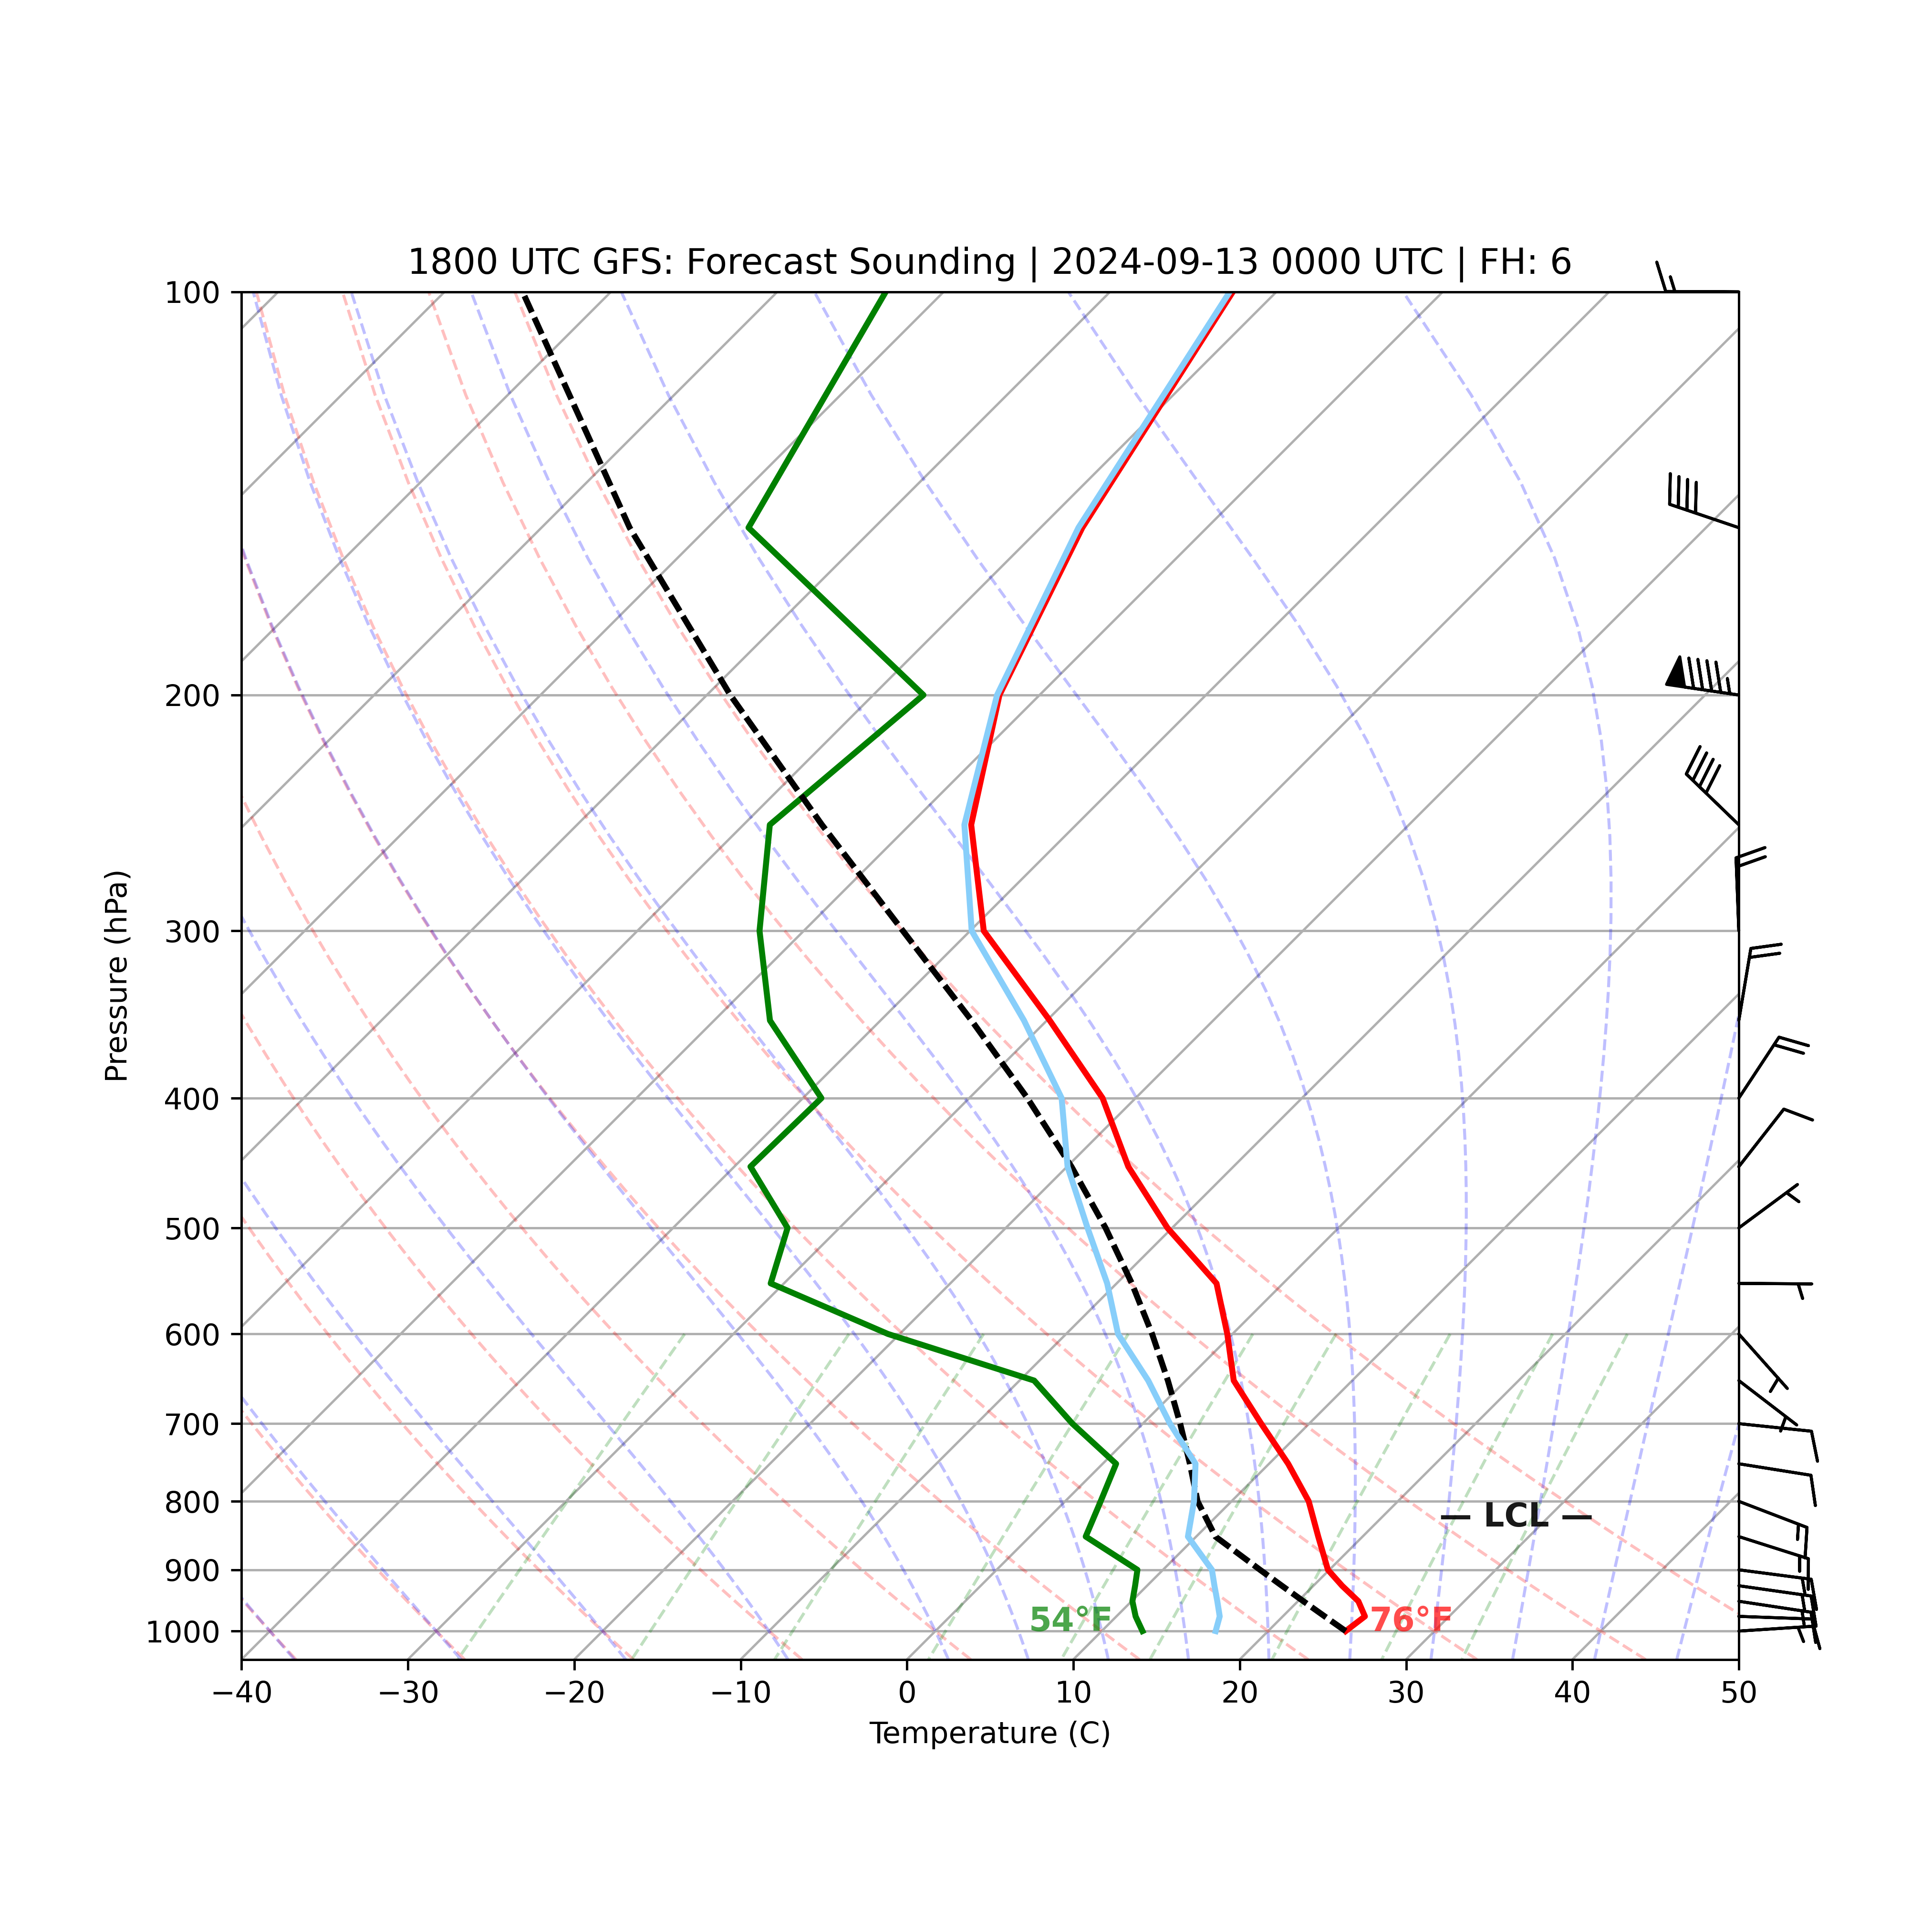 1800 UTC GFS: Forecast Sounding | 2024-09-13 0000 UTC | FH: 6
100
200
300
400
500
600
700
800
900
1000
Pressure (hPa)
— LCL —
54°F
76°F
−40 −30 −20 −10 0 10 20 30 40 50
Temperature (C)